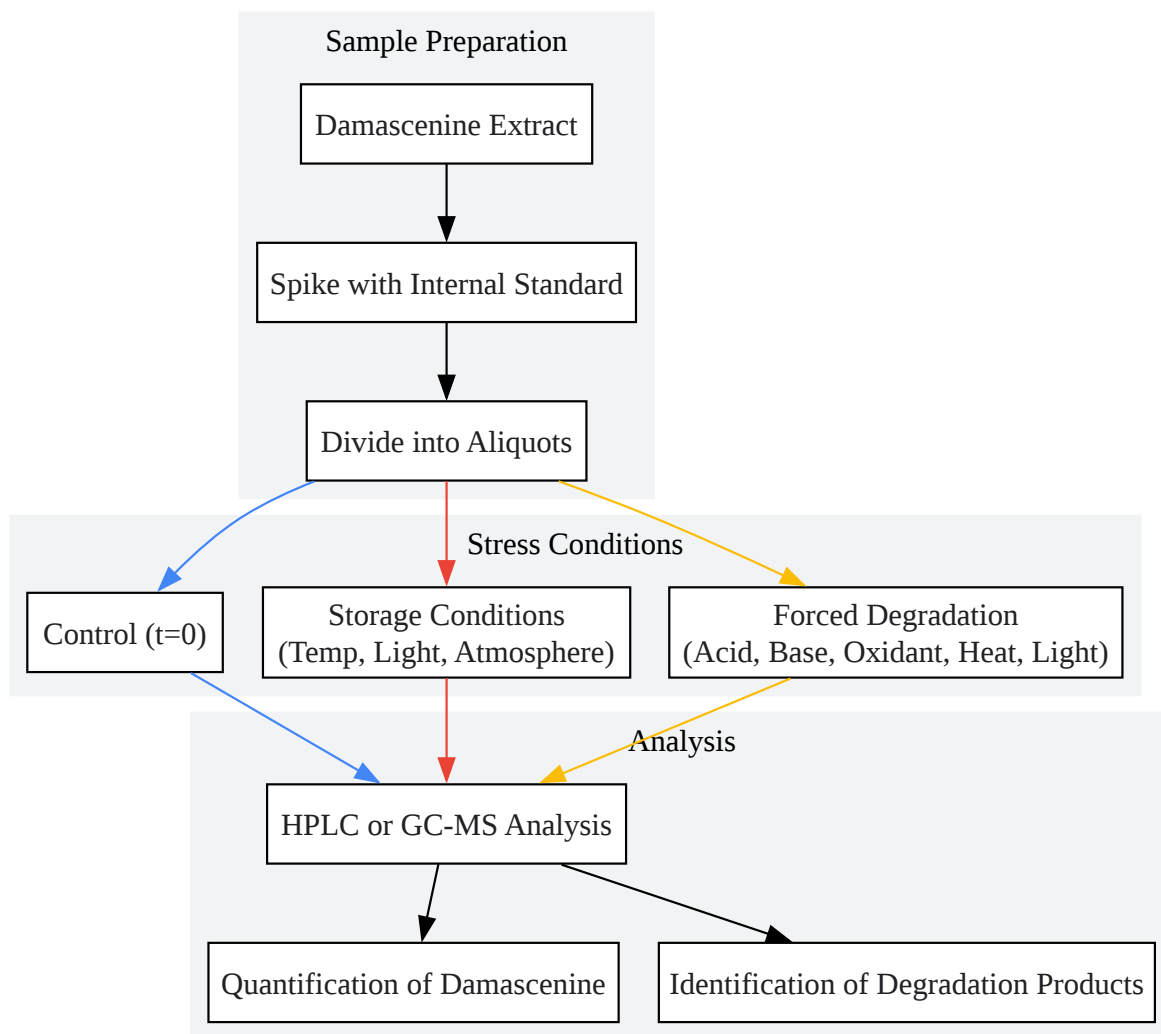 Sample Preparation
Damascenine Extract
Spike with Internal Standard
Divide into Aliquots
Stress Conditions
Control (t=0)
Storage Conditions
(Temp, Light, Atmosphere)
Forced Degradation
(Acid, Base, Oxidant, Heat, Light)
Analysis
HPLC or GC-MS Analysis
Quantification of Damascenine
Identification of Degradation Products